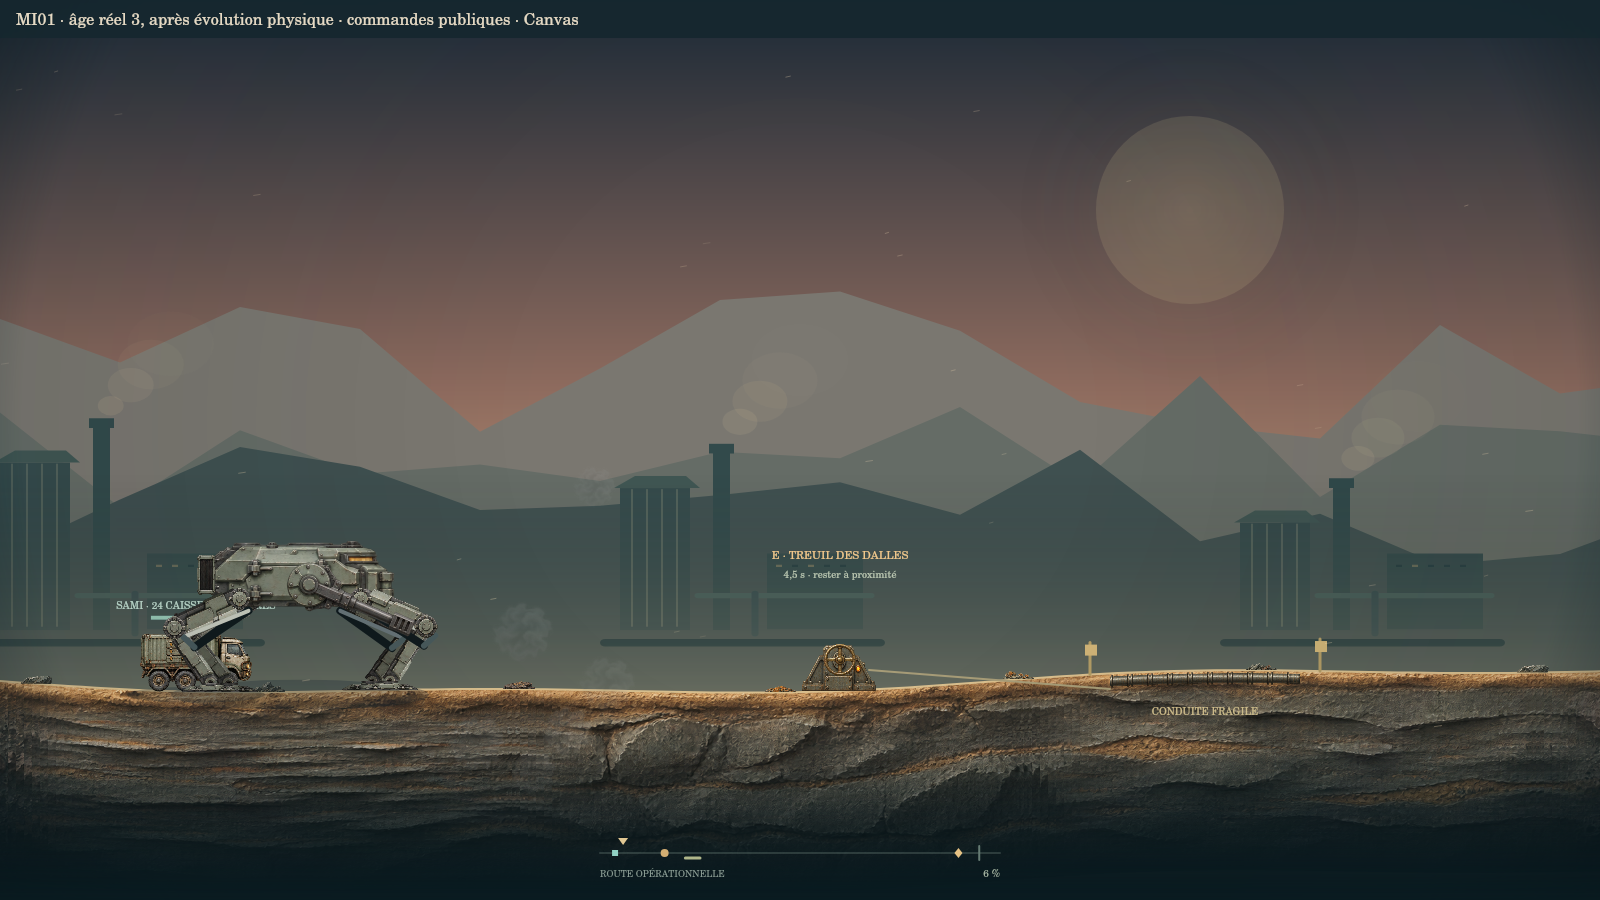 MI01 · âge réel 3, après évolution physique · commandes publiques · Canvas
E · TREUIL DES DALLES
4,5 s · rester à proximité
SAMI · 24
CONDUITE FRAGILE
ROUTE OPÉRATIONNELLE
6 %